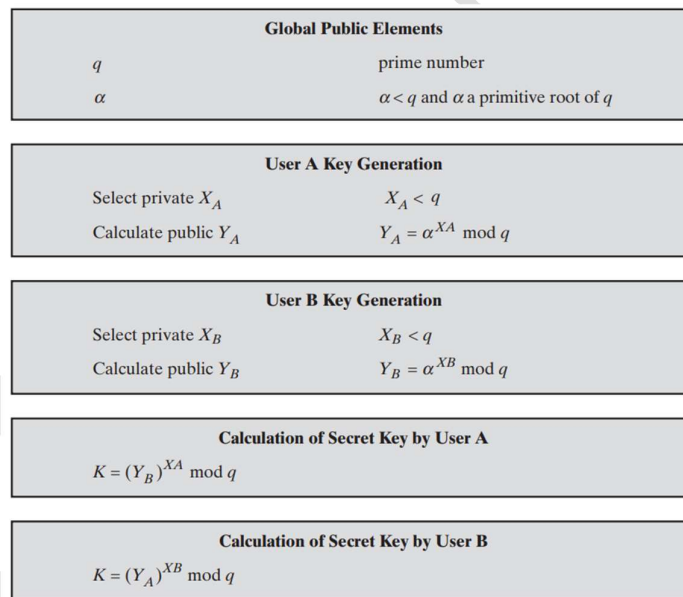 Global Public Elements
q prime number
α α < q and α a primitive root of q
User A Key Generation
Select private X_A X_A < q
Calculate public Y_A Y_A = α^XA mod q
User B Key Generation
Select private X_B X_B < q
Calculate public Y_B Y_B = α^XB mod q
Calculation of Secret Key by User A
K = (Y_B)^XA mod q
Calculation of Secret Key by User B
K = (Y_A)^XB mod q